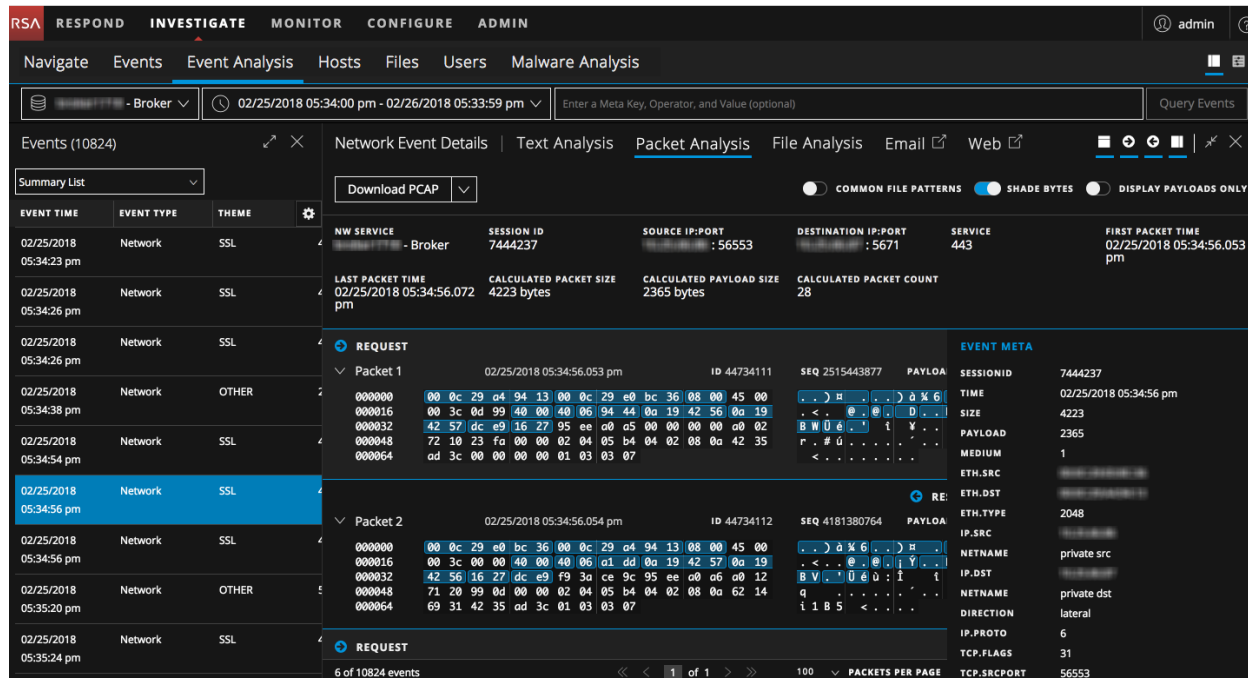 RSA RESPOND INVESTIGATE MONITOR CONFIGURE ADMIN admin
Navigate Events Event Analysis Hosts Files Users Malware Analysis
- Broker 02/25/2018 05:34:00 pm - 02/26/2018 05:33:59 pm Enter a Meta Key, Operator, and Value (optional) Query Events
Events (10824)
Summary List
EVENT TIME EVENT TYPE THEME
02/25/2018 Network SSL 4
05:34:23 pm
02/25/2018 Network SSL 4
05:34:26 pm
02/25/2018 Network SSL 4
05:34:26 pm
02/25/2018 Network OTHER 2
05:34:38 pm
02/25/2018 Network SSL 4
05:34:54 pm
02/25/2018 Network SSL 4
05:34:56 pm
02/25/2018 Network SSL 4
05:34:56 pm
02/25/2018 Network OTHER 5
05:35:20 pm
02/25/2018 Network SSL 4
05:35:24 pm
Network Event Details Text Analysis Packet Analysis File Analysis Email Web
Download PCAP COMMON FILE PATTERNS SHADE BYTES DISPLAY PAYLOADS ONLY
NW SERVICE SESSION ID SOURCE IP:PORT DESTINATION IP:PORT SERVICE FIRST PACKET TIME
- Broker 7444237 : 56553 : 5671 443 02/25/2018 05:34:56.053
pm
LAST PACKET TIME CALCULATED PACKET SIZE CALCULATED PAYLOAD SIZE CALCULATED PACKET COUNT
02/25/2018 05:34:56.072 4223 bytes 2365 bytes 28
pm
REQUEST
Packet 1 02/25/2018 05:34:56.053 pm ID 44734111 SEQ 2515443877 PAYLOA
000000 00 0c 29 a4 94 13 00 0c 29 e0 bc 36 08 00 45 00 . . ) ¤ . . . ) à ¼ 6
000016 00 3c 0d 99 40 00 40 06 94 44 0a 19 42 56 0a 19 . < . @ . @ . D . .
000032 42 57 dc e9 16 27 95 ee a0 a5 00 00 00 00 a0 02 B W Ü é . ' î ¥ . .
000048 72 10 23 fa 00 00 02 04 05 b4 04 02 08 0a 42 35 r . # ú . . . . . ´ . .
000064 ad 3c 00 00 00 00 01 03 03 07 < . . . . . . . .
RE
Packet 2 02/25/2018 05:34:56.054 pm ID 44734112 SEQ 4181380764 PAYLOA
000000 00 0c 29 e0 bc 36 00 0c 29 a4 94 13 08 00 45 00 . . ) à ¼ 6 . . ) ¤ .
000016 00 3c 00 00 40 00 40 06 a1 dd 0a 19 42 57 0a 19 . < . . @ . @ . ¡ Ý . .
000032 42 56 16 27 dc e9 f9 3a ce 9c 95 ee a0 a6 a0 12 B V . ' Ü é ù : Î î
000048 71 20 99 0d 00 00 02 04 05 b4 04 02 08 0a 62 14 q . . . . . ´ . .
000064 69 31 42 35 ad 3c 01 03 03 07 i 1 B 5 < . . . .
REQUEST
6 of 10824 events 1 of 1 100 PACKETS PER PAGE
EVENT META
SESSIONID 7444237
TIME 02/25/2018 05:34:56 pm
SIZE 4223
PAYLOAD 2365
MEDIUM 1
ETH.SRC
ETH.DST
ETH.TYPE 2048
IP.SRC
NETNAME private src
IP.DST
NETNAME private dst
DIRECTION lateral
IP.PROTO 6
TCP.FLAGS 31
TCP.SRCPORT 56553